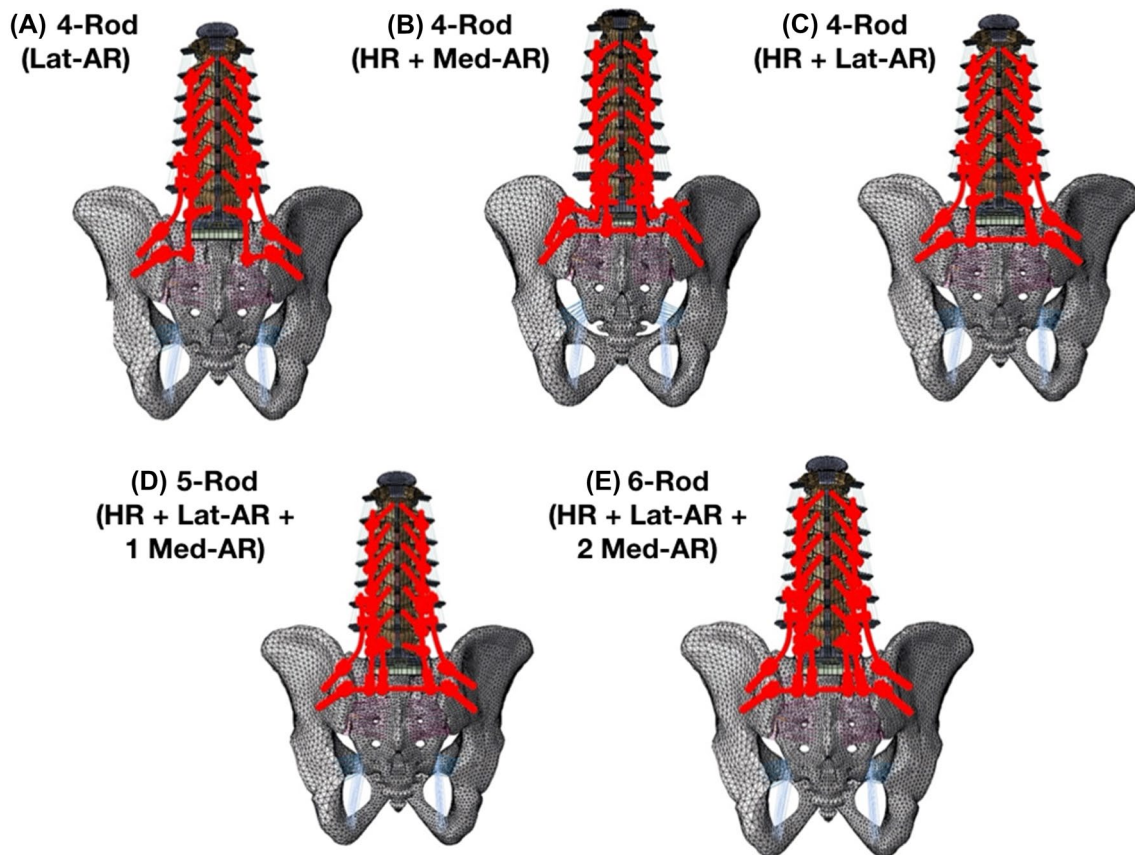 (A) 4-Rod
(Lat-AR)
(B) 4-Rod
(HR + Med-AR)
(C) 4-Rod
(HR + Lat-AR)
(D) 5-Rod
(HR + Lat-AR +
1 Med-AR)
(E) 6-Rod
(HR + Lat-AR +
2 Med-AR)